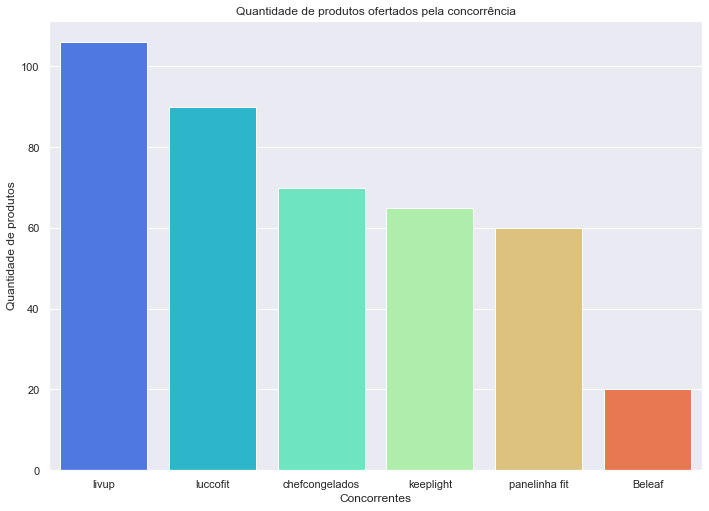 Quantidade de produtos ofertados pela concorrência
Quantidade de produtos
100
80
60
40
20
0
livup luccofit chefcongelados keeplight panelinha fit Beleaf
Concorrentes